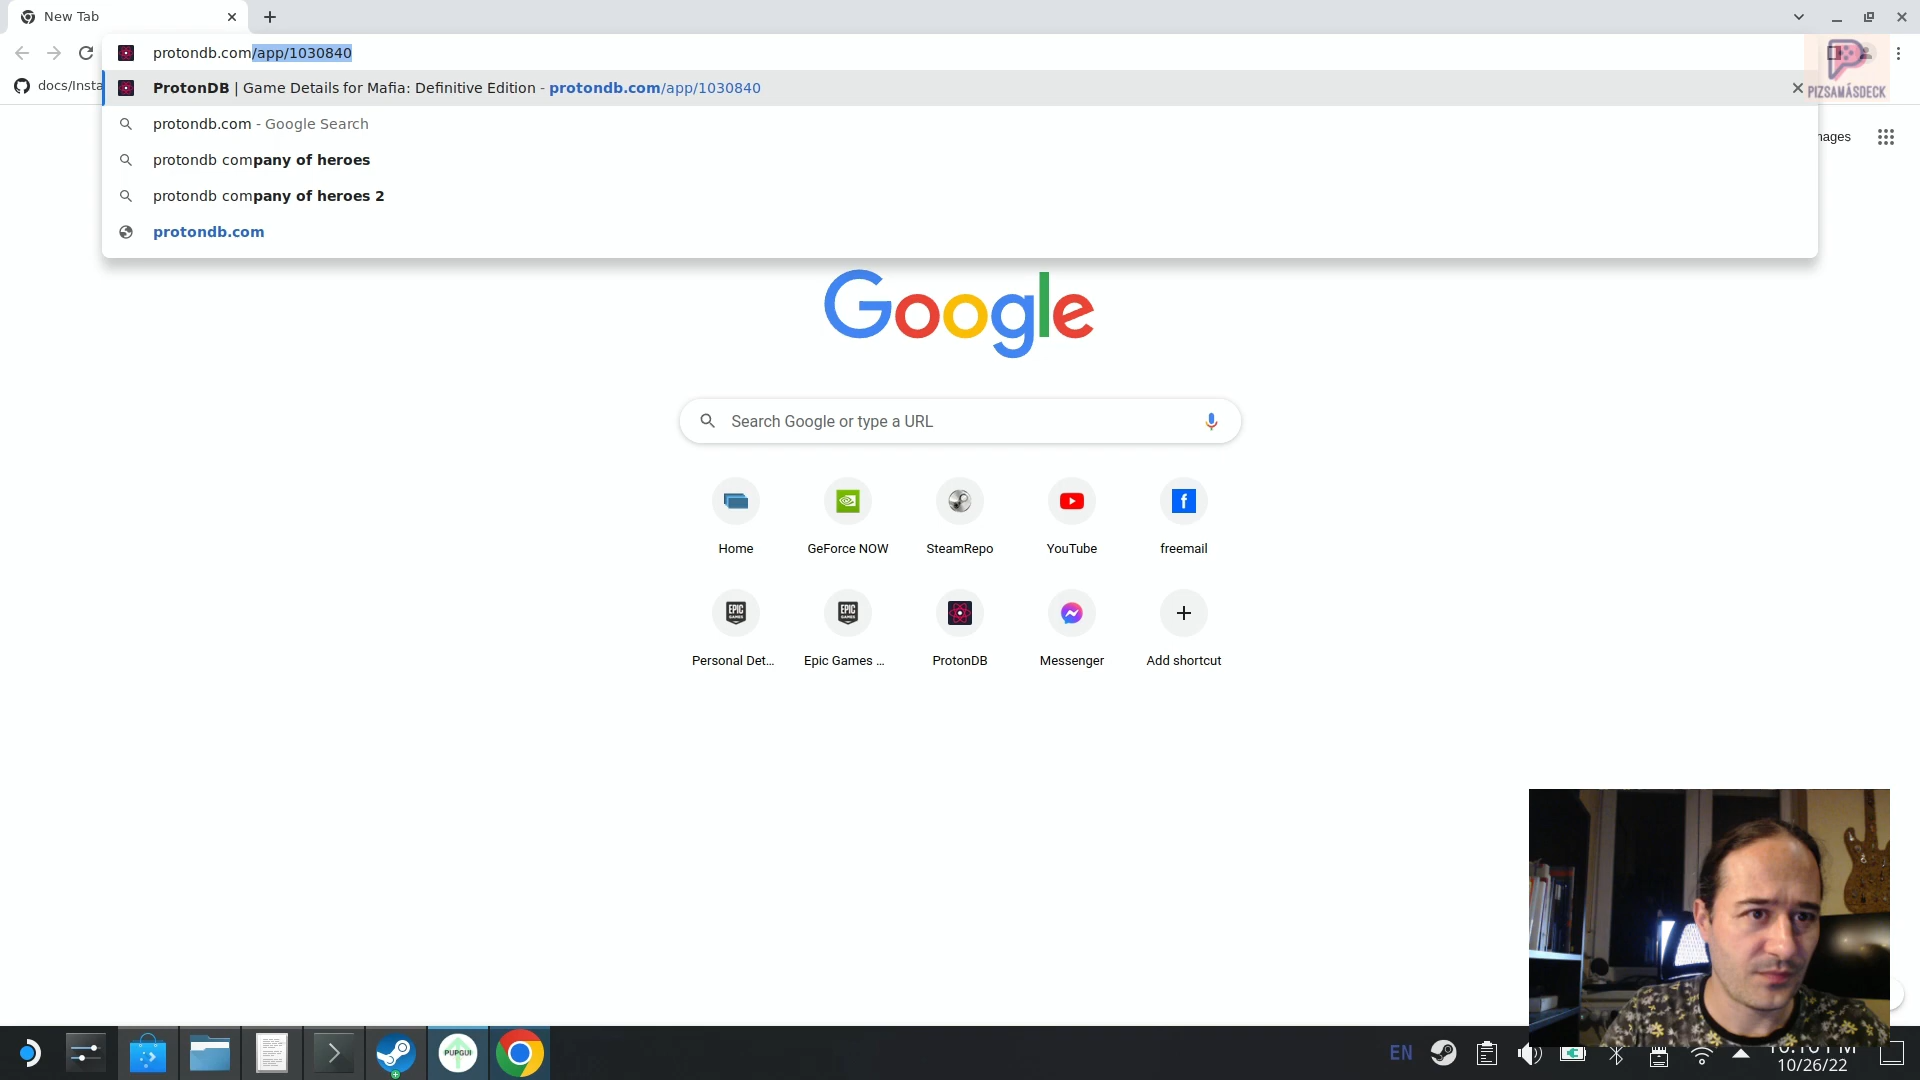 New Tab
protondb.com/app/1030840
docs/Insta
ProtonDB | Game Details for Mafia: Definitive Edition - protondb.com/app/1030840
PIZSAMÁSDECK
protondb.com - Google Search
mages
protondb company of heroes
protondb company of heroes 2
protondb.com
Google
Search Google or type a URL
Home
GeForce NOW
SteamRepo
YouTube
freemail
EPIC GAMES
EPIC GAMES
Personal Det...
Epic Games ...
ProtonDB
Messenger
Add shortcut
PUPGUI
EN
10/26/22